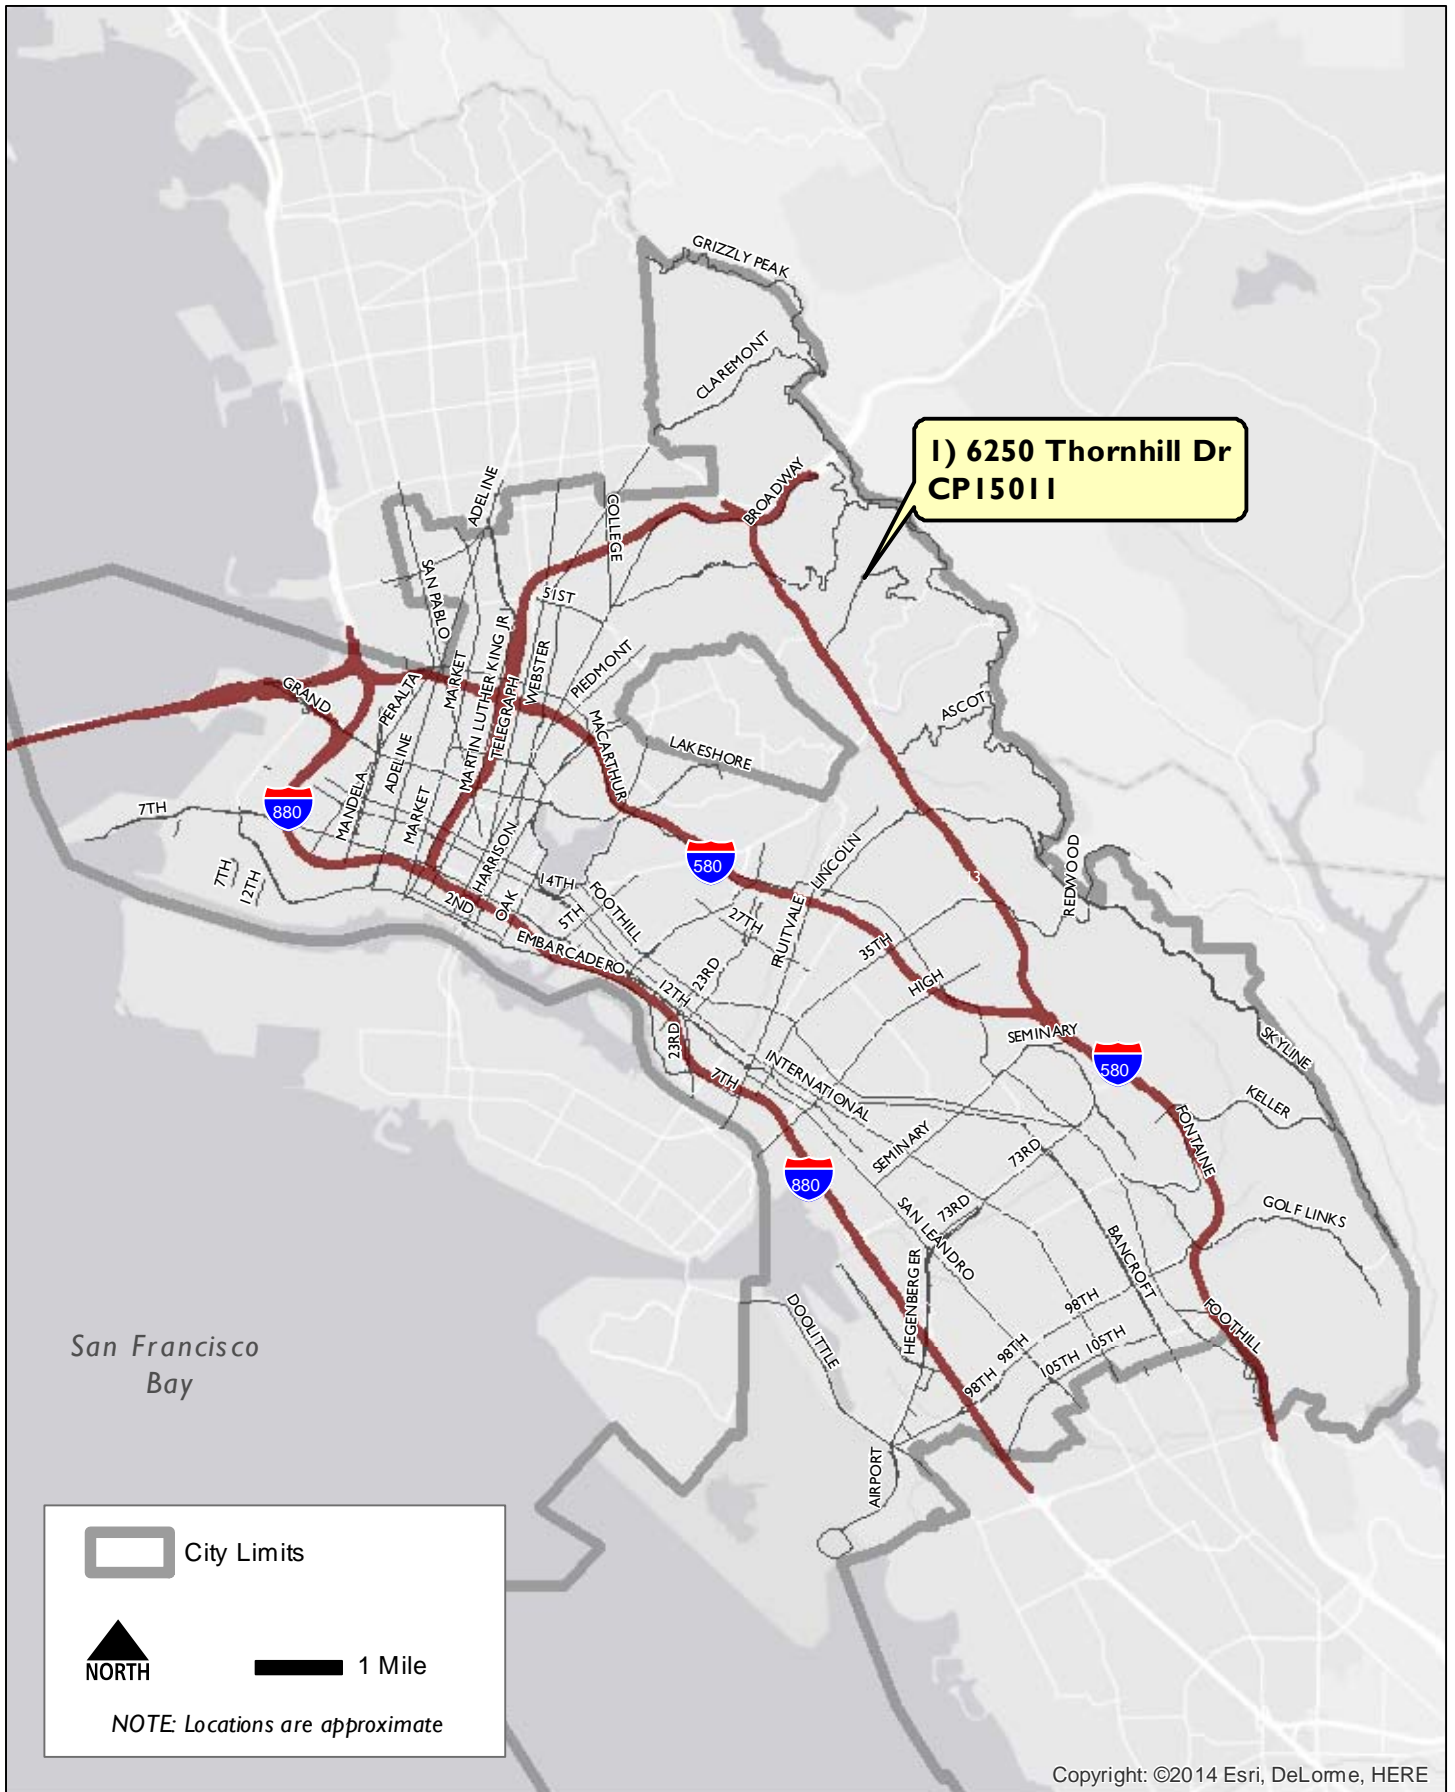 GRIZZLY PEAK
CLAREMONT
1) 6250 Thornhill Dr
CP15011
BROADWAY
ADELINE
COLLEGE
SAN PABLO
51ST
MARKET
MARTIN LUTHER KING JR
TELEGRAPH
WEBSTER
PIEDMONT
GRAND
PERALTA
MACARTHUR
LAKESHORE
ASCOT
ADELINE
MANDELA
MARKET
7TH
880
HARRISON
580
LINCOLN
REDWOOD
13
7TH
12TH
2ND
OAK
14TH
5TH
FOOTHILL
27TH
FRUITVALE
35TH
EMBARCADERO
23RD
12TH
HIGH
23RD
SEMINARY
SKYLINE
7TH
INTERNATIONAL
580
KELLER
FONTAINE
SEMINARY
73RD
880
73RD
SAN LEANDRO
GOLF LINKS
BANCROFT
HEGENBERGER
DOOLITTLE
98TH
FOOTHILL
98TH
105TH
105TH
98TH
San Francisco
Bay
AIRPORT
City Limits
NORTH
1 Mile
NOTE: Locations are approximate
Copyright: ©2014 Esri, DeLorme, HERE